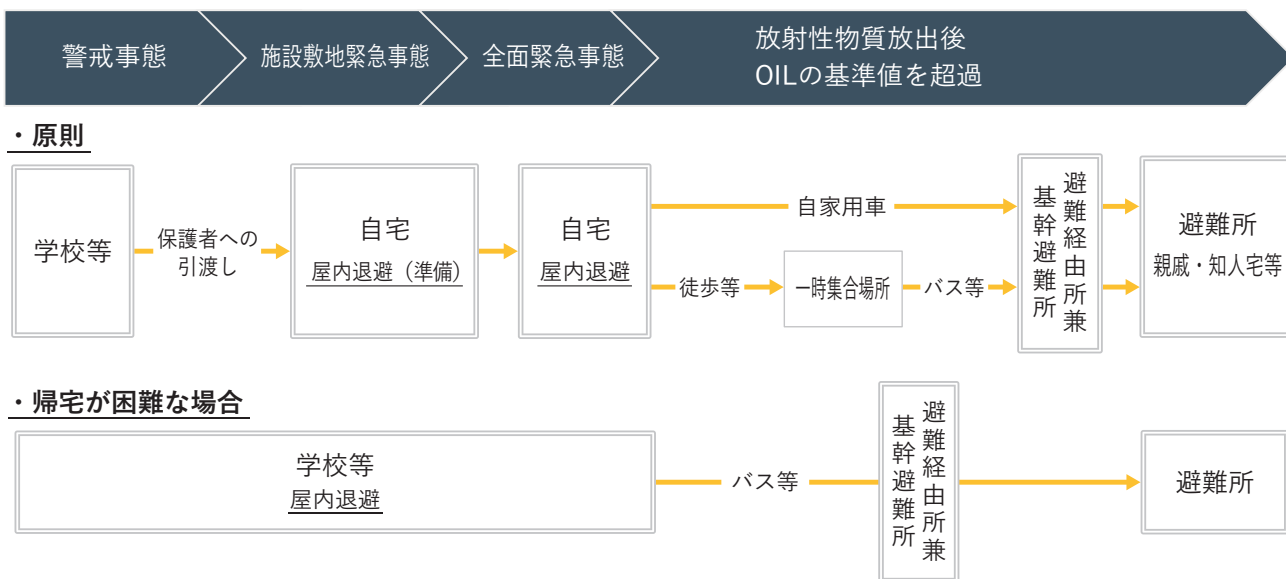 警戒事態
施設敷地緊急事態
全面緊急事態
放射性物質放出後
OILの基準値を超過
・原則
学校等
保護者への
引渡し
自宅
屋内退避（準備）
自宅
屋内退避
自家用車
徒歩等
一時集合場所
バス等
避難経由所兼
基幹避難所
避難所
親戚・知人宅等
・帰宅が困難な場合
学校等
屋内退避
バス等
避難経由所兼
基幹避難所
避難所